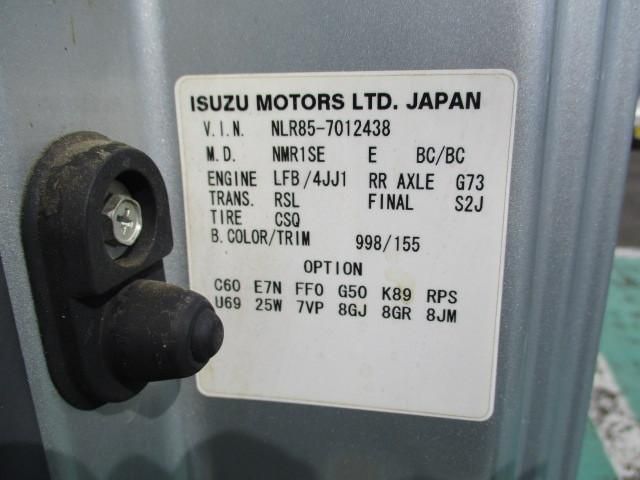 ISUZU MOTORS LTD. JAPAN
V.I.N. NLR85-7012438
M.D. NMR1SE E BC/BC
ENGINE LFB/4JJ1 RR AXLE G73
TRANS. RSL FINAL S2J
TIRE CSQ
B.COLOR/TRIM 998/155
OPTION
C60 E7N FF0 G50 K89 RPS
U69 25W 7VP 8GJ 8GR 8JM